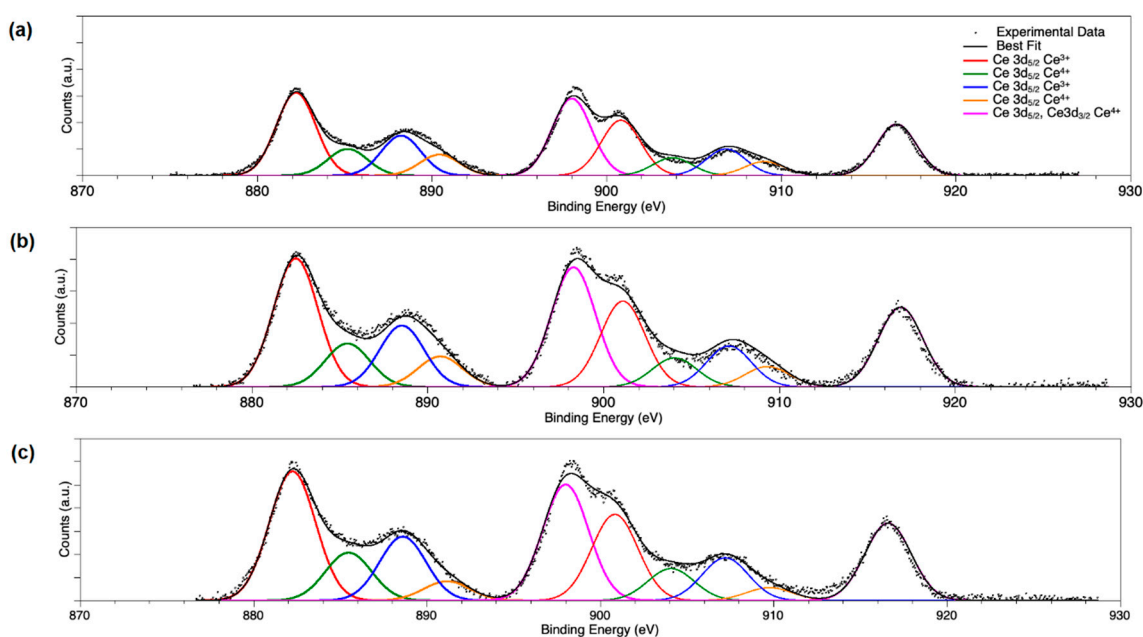 (a)
Counts (a.u.)
Experimental Data
Best Fit
Ce 3d5/2 Ce3+
Ce 3d5/2 Ce4+
Ce 3d5/2 Ce3+
Ce 3d5/2 Ce4+
Ce 3d5/2, Ce3d3/2 Ce4+
870 880 890 900 910 920 930
Binding Energy (eV)
(b)
Counts (a.u.)
870 880 890 900 910 920 930
Binding Energy (eV)
(c)
Counts (a.u.)
870 880 890 900 910 920 930
Binding Energy (eV)